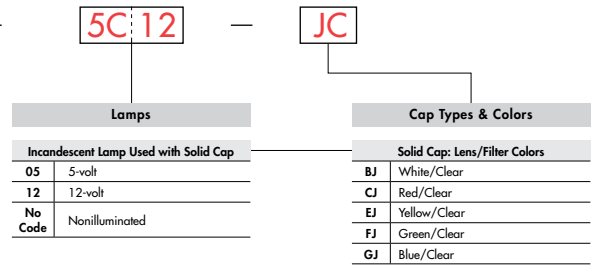 5C 12 — JC
Lamps
Incandescent Lamp Used with Solid Cap
05 5-volt
12 12-volt
No Code Nonilluminated
Cap Types & Colors
Solid Cap: Lens/Filter Colors
BJ White/Clear
CJ Red/Clear
EJ Yellow/Clear
FJ Green/Clear
GJ Blue/Clear